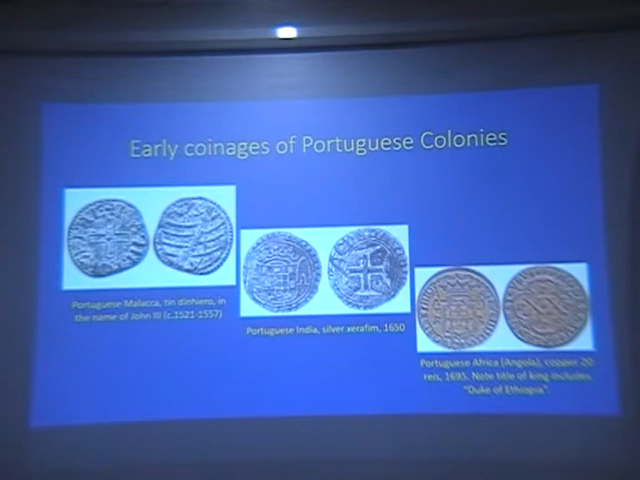 Early coinages of Portuguese Colonies
Portuguese Malacca, tin dinhiero, in
the name of John III (c.1521-1557)
Portuguese India, silver xerafim, 1650
Portuguese Africa (Angola), copper 20
reis, 1695. Note title of king includes
"Duke of Ethiopia".